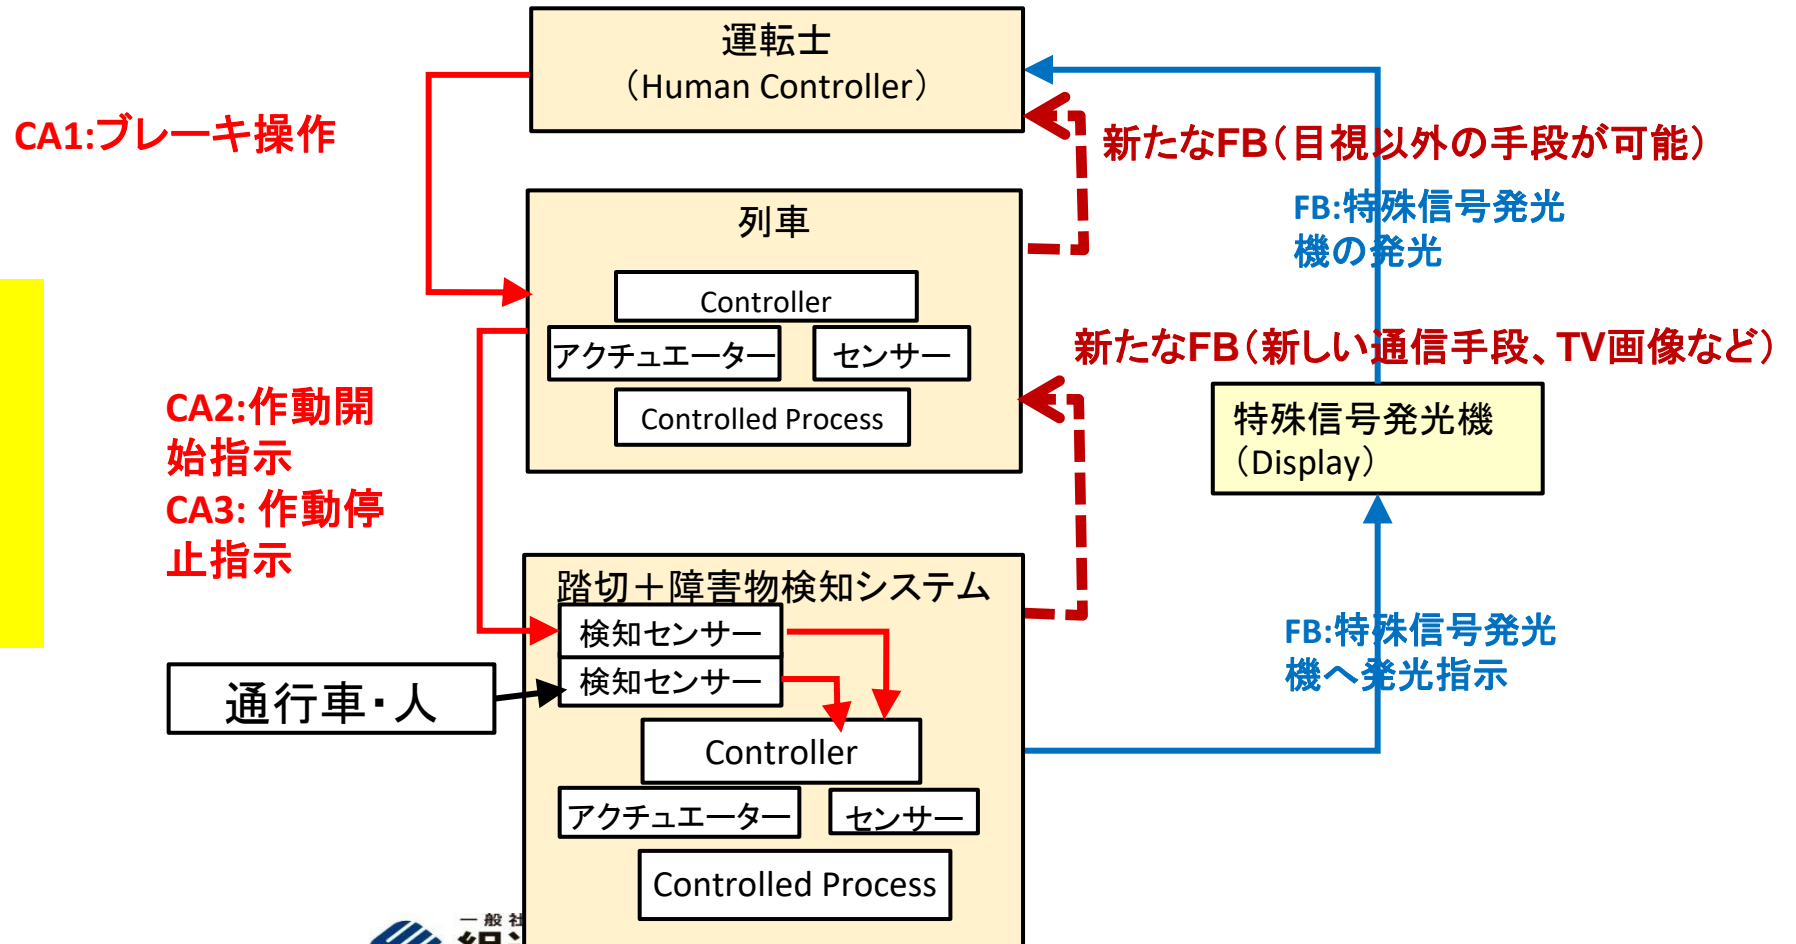 運転士
（Human Controller）
CA1:ブレーキ操作
新たなFB（目視以外の手段が可能）
FB:特殊信号発光
機の発光
列車
Controller
アクチュエーター
センサー
Controlled Process
新たなFB（新しい通信手段、TV画像など）
特殊信号発光機
（Display）
CA2:作動開
始指示
CA3: 作動停
止指示
踏切＋障害物検知システム
検知センサー
検知センサー
通行車・人
FB:特殊信号発光
機へ発光指示
Controller
アクチュエーター
センサー
Controlled Process
一般社